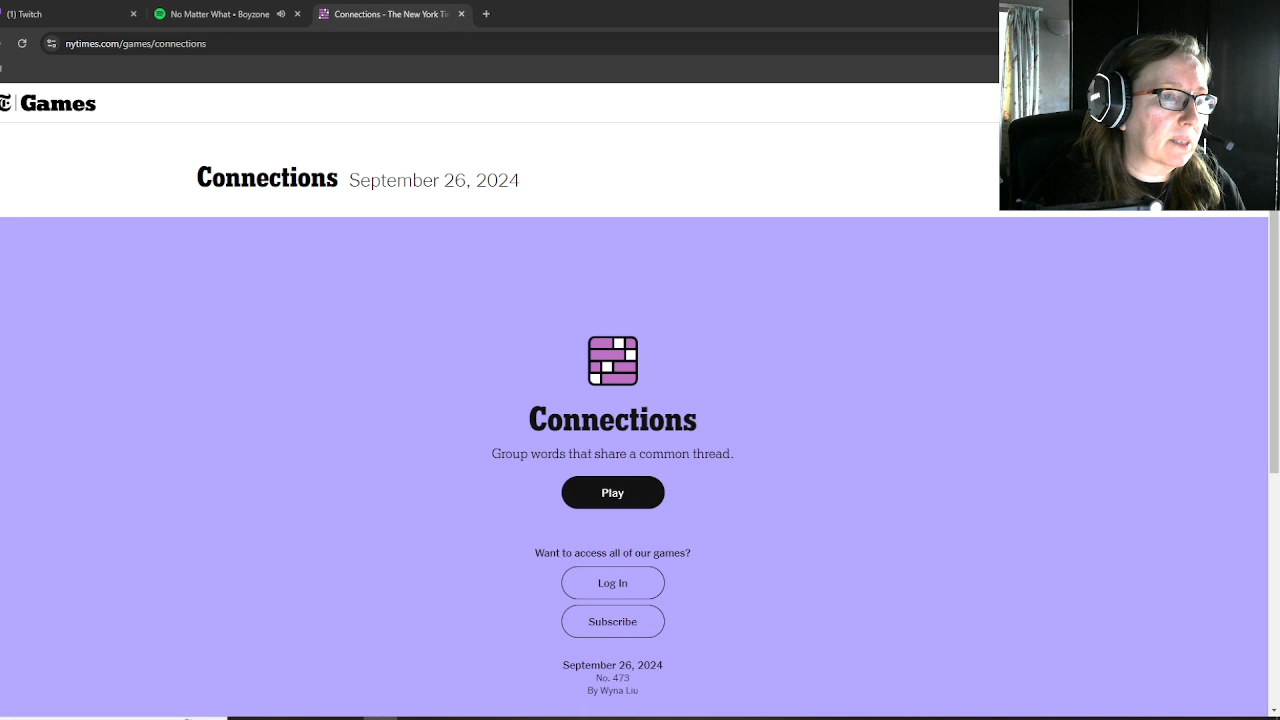 (1) Twitch
No Matter What • Boyzone
Connections - The New York Ti
nytimes.com/games/connections
Games
Connections September 26, 2024
Connections
Group words that share a common thread.
Play
Want to access all of our games?
Log In
Subscribe
September 26, 2024
No. 473
By Wyna Liu